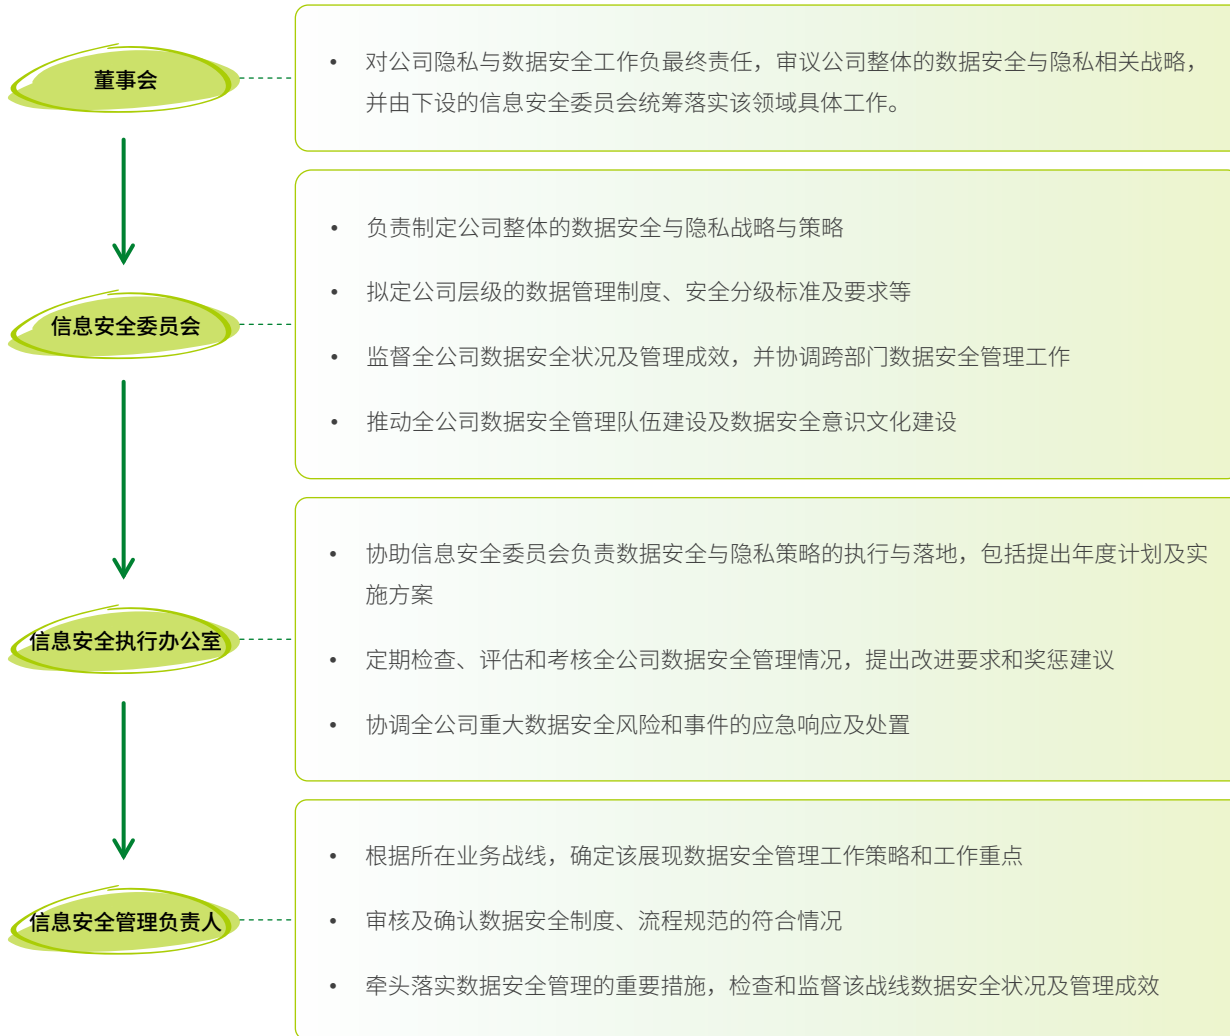 董事会
• 对公司隐私与数据安全工作负最终责任，审议公司整体的数据安全与隐私相关战略，
并由下设的信息安全委员会统筹落实该领域具体工作。
信息安全委员会
• 负责制定公司整体的数据安全与隐私战略与策略
• 拟定公司层级的数据管理制度、安全分级标准及要求等
• 监督全公司数据安全状况及管理成效，并协调跨部门数据安全管理工作
• 推动全公司数据安全管理队伍建设及数据安全意识文化建设
信息安全执行办公室
• 协助信息安全委员会负责数据安全与隐私策略的执行与落地，包括提出年度计划及实
施方案
• 定期检查、评估和考核全公司数据安全管理情况，提出改进要求和奖惩建议
• 协调全公司重大数据安全风险和事件的应急响应及处置
信息安全管理负责人
• 根据所在业务战线，确定该展现数据安全管理工作策略和工作重点
• 审核及确认数据安全制度、流程规范的符合情况
• 牵头落实数据安全管理的重要措施，检查和监督该战线数据安全状况及管理成效